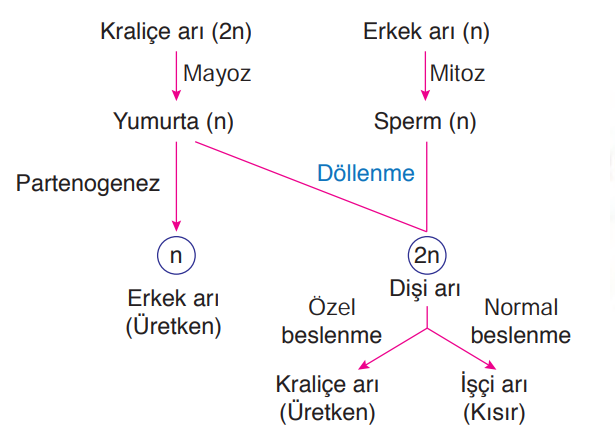 Kraliçe arı (2n)
Erkek arı (n)
Mayoz
Mitoz
Yumurta (n)
Sperm (n)
Partenogenez
Döllenme
n
2n
Erkek arı
(Üretken)
Dişi arı
Özel
beslenme
Normal
beslenme
Kraliçe arı
(Üretken)
İşçi arı
(Kısır)